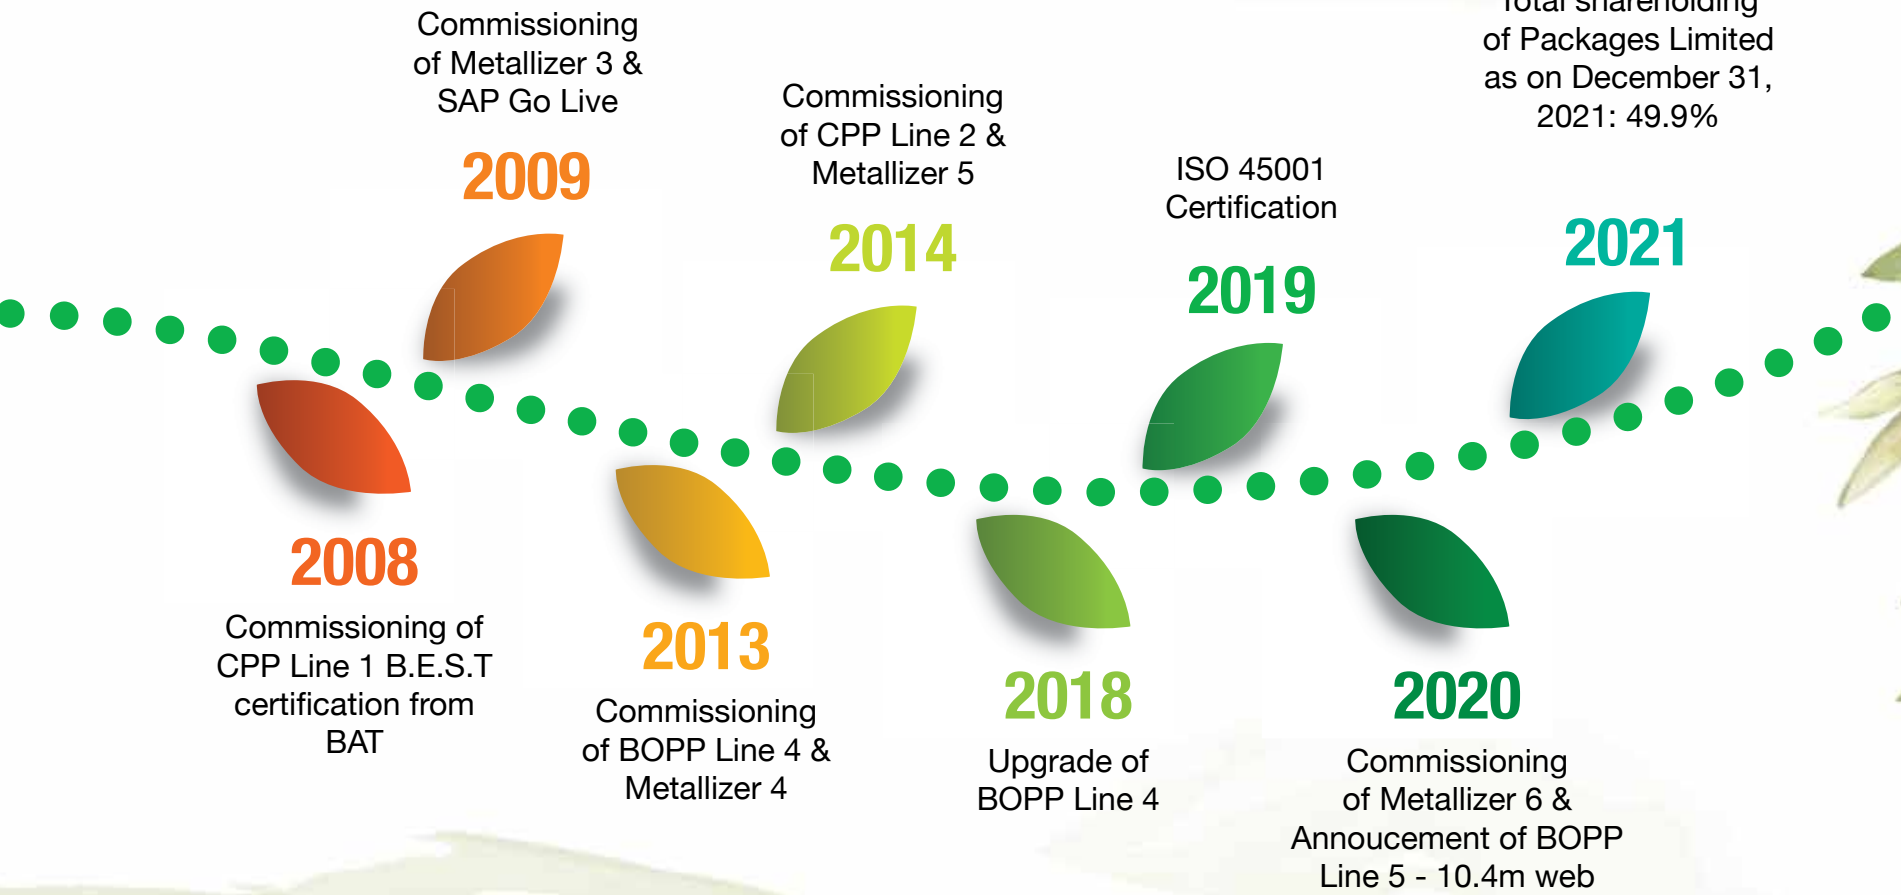 Commissioning
of Metallizer 3 &
SAP Go Live
2009
Commissioning
of CPP Line 2 &
Metallizer 5
2014
ISO 45001
Certification
2019
Total shareholding
of Packages Limited
as on December 31,
2021: 49.9%
2021
2008
Commissioning of
CPP Line 1 B.E.S.T
certification from
BAT
2013
Commissioning
of BOPP Line 4 &
Metallizer 4
2018
Upgrade of
BOPP Line 4
2020
Commissioning
of Metallizer 6 &
Annoucement of BOPP
Line 5 - 10.4m web